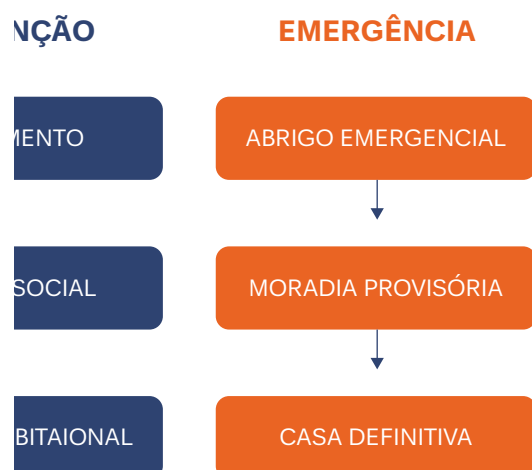 NÇÃO
EMERGÊNCIA
MENTO
ABRIGO EMERGENCIAL
SOCIAL
MORADIA PROVISÓRIA
BITAIONAL
CASA DEFINITIVA